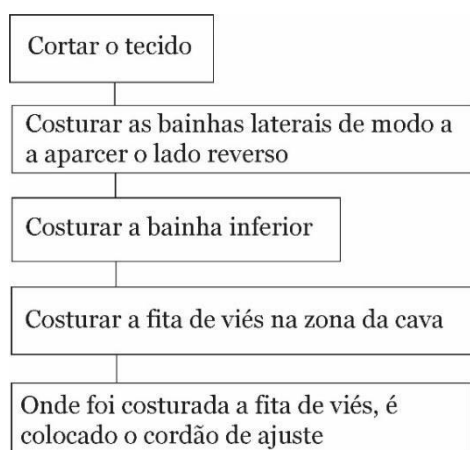 Cortar o tecido
Costurar as bainhas laterais de modo a
a aparcer o lado reverso
Costurar a bainha inferior
Costurar a fita de viés na zona da cava
Onde foi costurada a fita de viés, é
colocado o cordão de ajuste